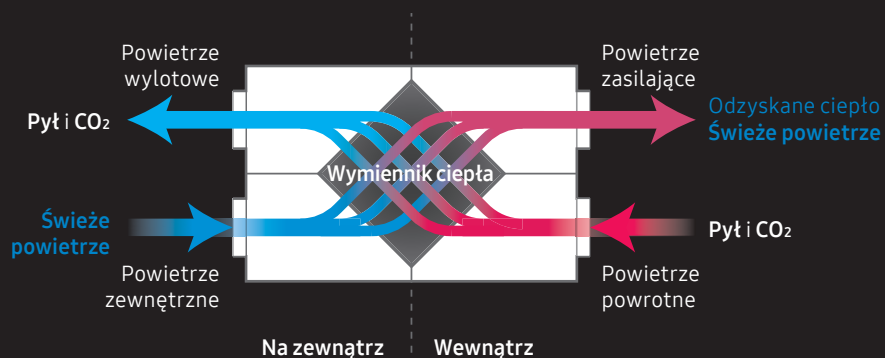 Powietrze
wylotowe
Powietrze
zasilające
Pył i CO₂
Odzyskane ciepło
Świeże powietrze
Wymiennik ciepła
Świeże
powietrze
Pył i CO₂
Powietrze
zewnętrzne
Powietrze
powrotne
Na zewnątrz
Wewnątrz